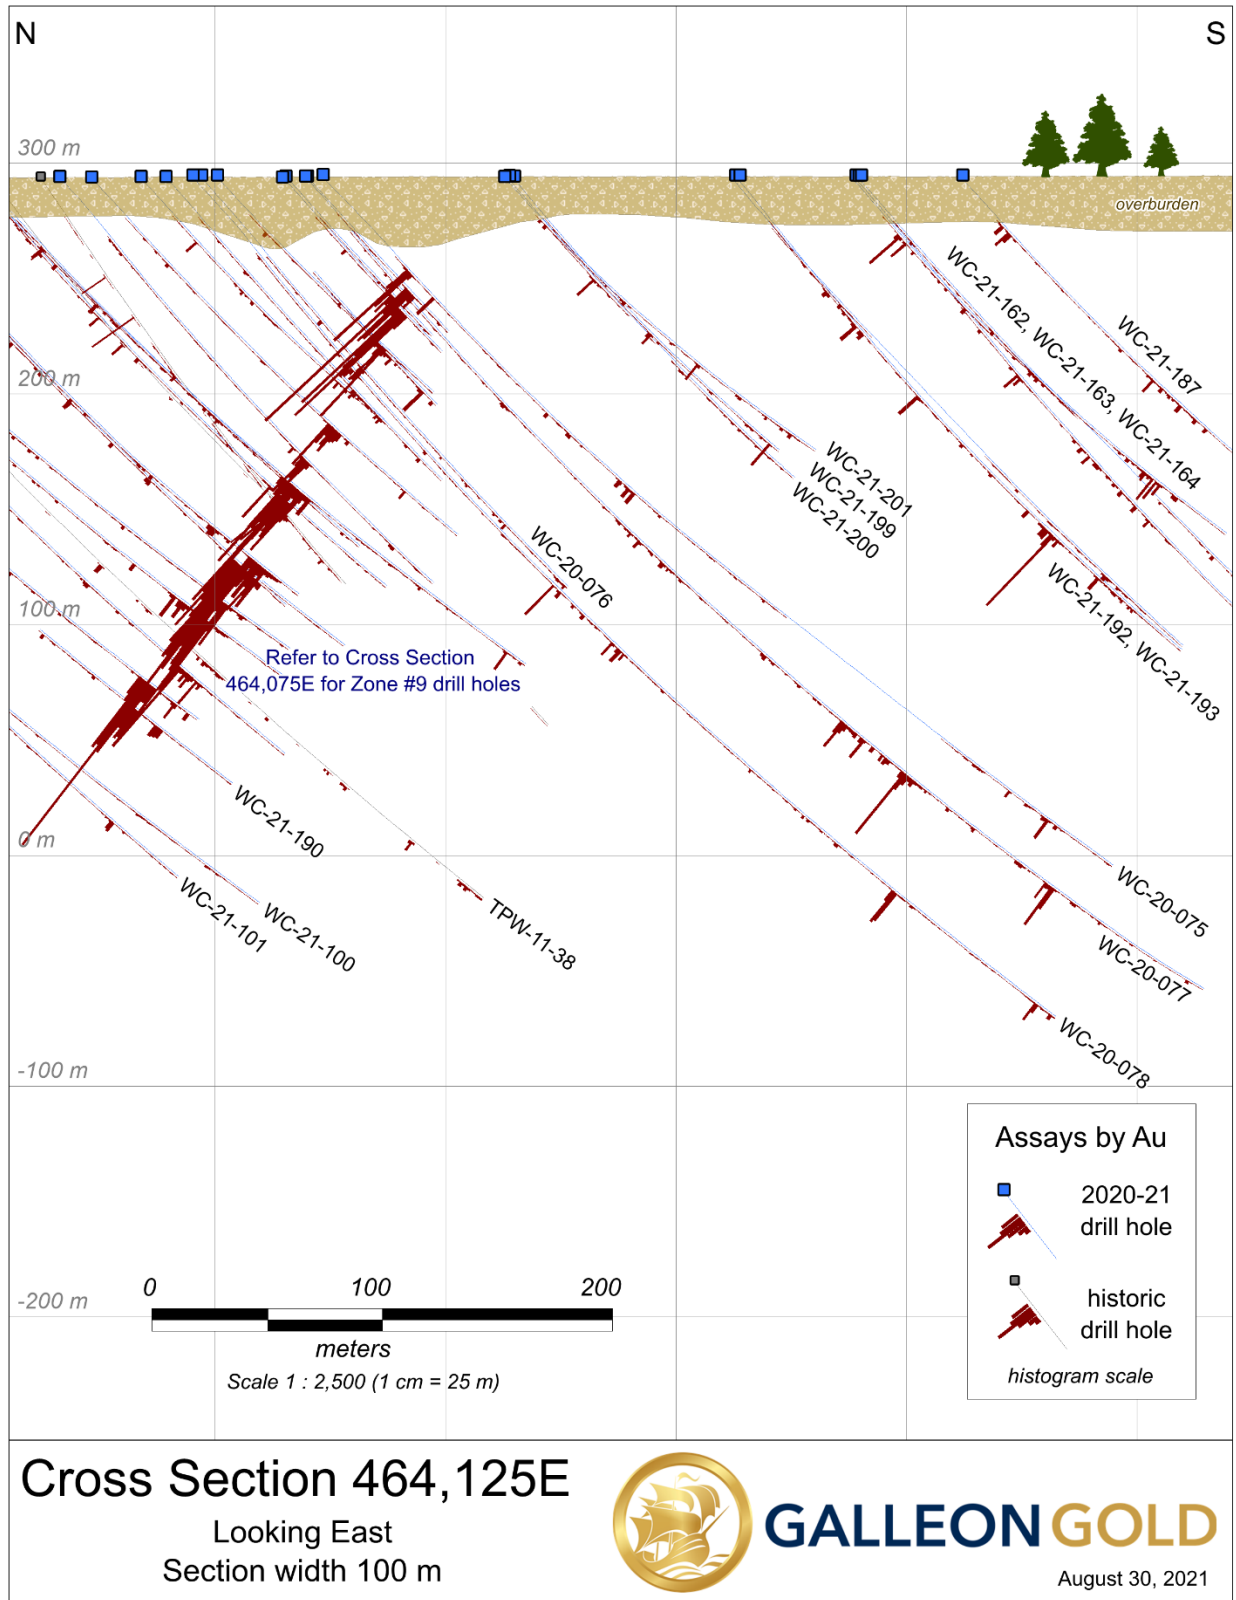 N
S
300 m
overburden
WC-21-162, WC-21-163, WC-21-164
WC-21-187
200 m
WC-21-201
WC-21-199
WC-21-200
WC-20-076
WC-21-192, WC-21-193
100 m
Refer to Cross Section
464,075E for Zone #9 drill holes
WC-21-190
0 m
WC-21-101
WC-21-100
TPW-11-38
WC-20-075
WC-20-077
WC-20-078
-100 m
Assays by Au
2020-21
drill hole
historic
drill hole
histogram scale
-200 m
0 100 200
meters
Scale 1 : 2,500 (1 cm = 25 m)
Cross Section 464,125E
Looking East
Section width 100 m
GALLEON GOLD
August 30, 2021